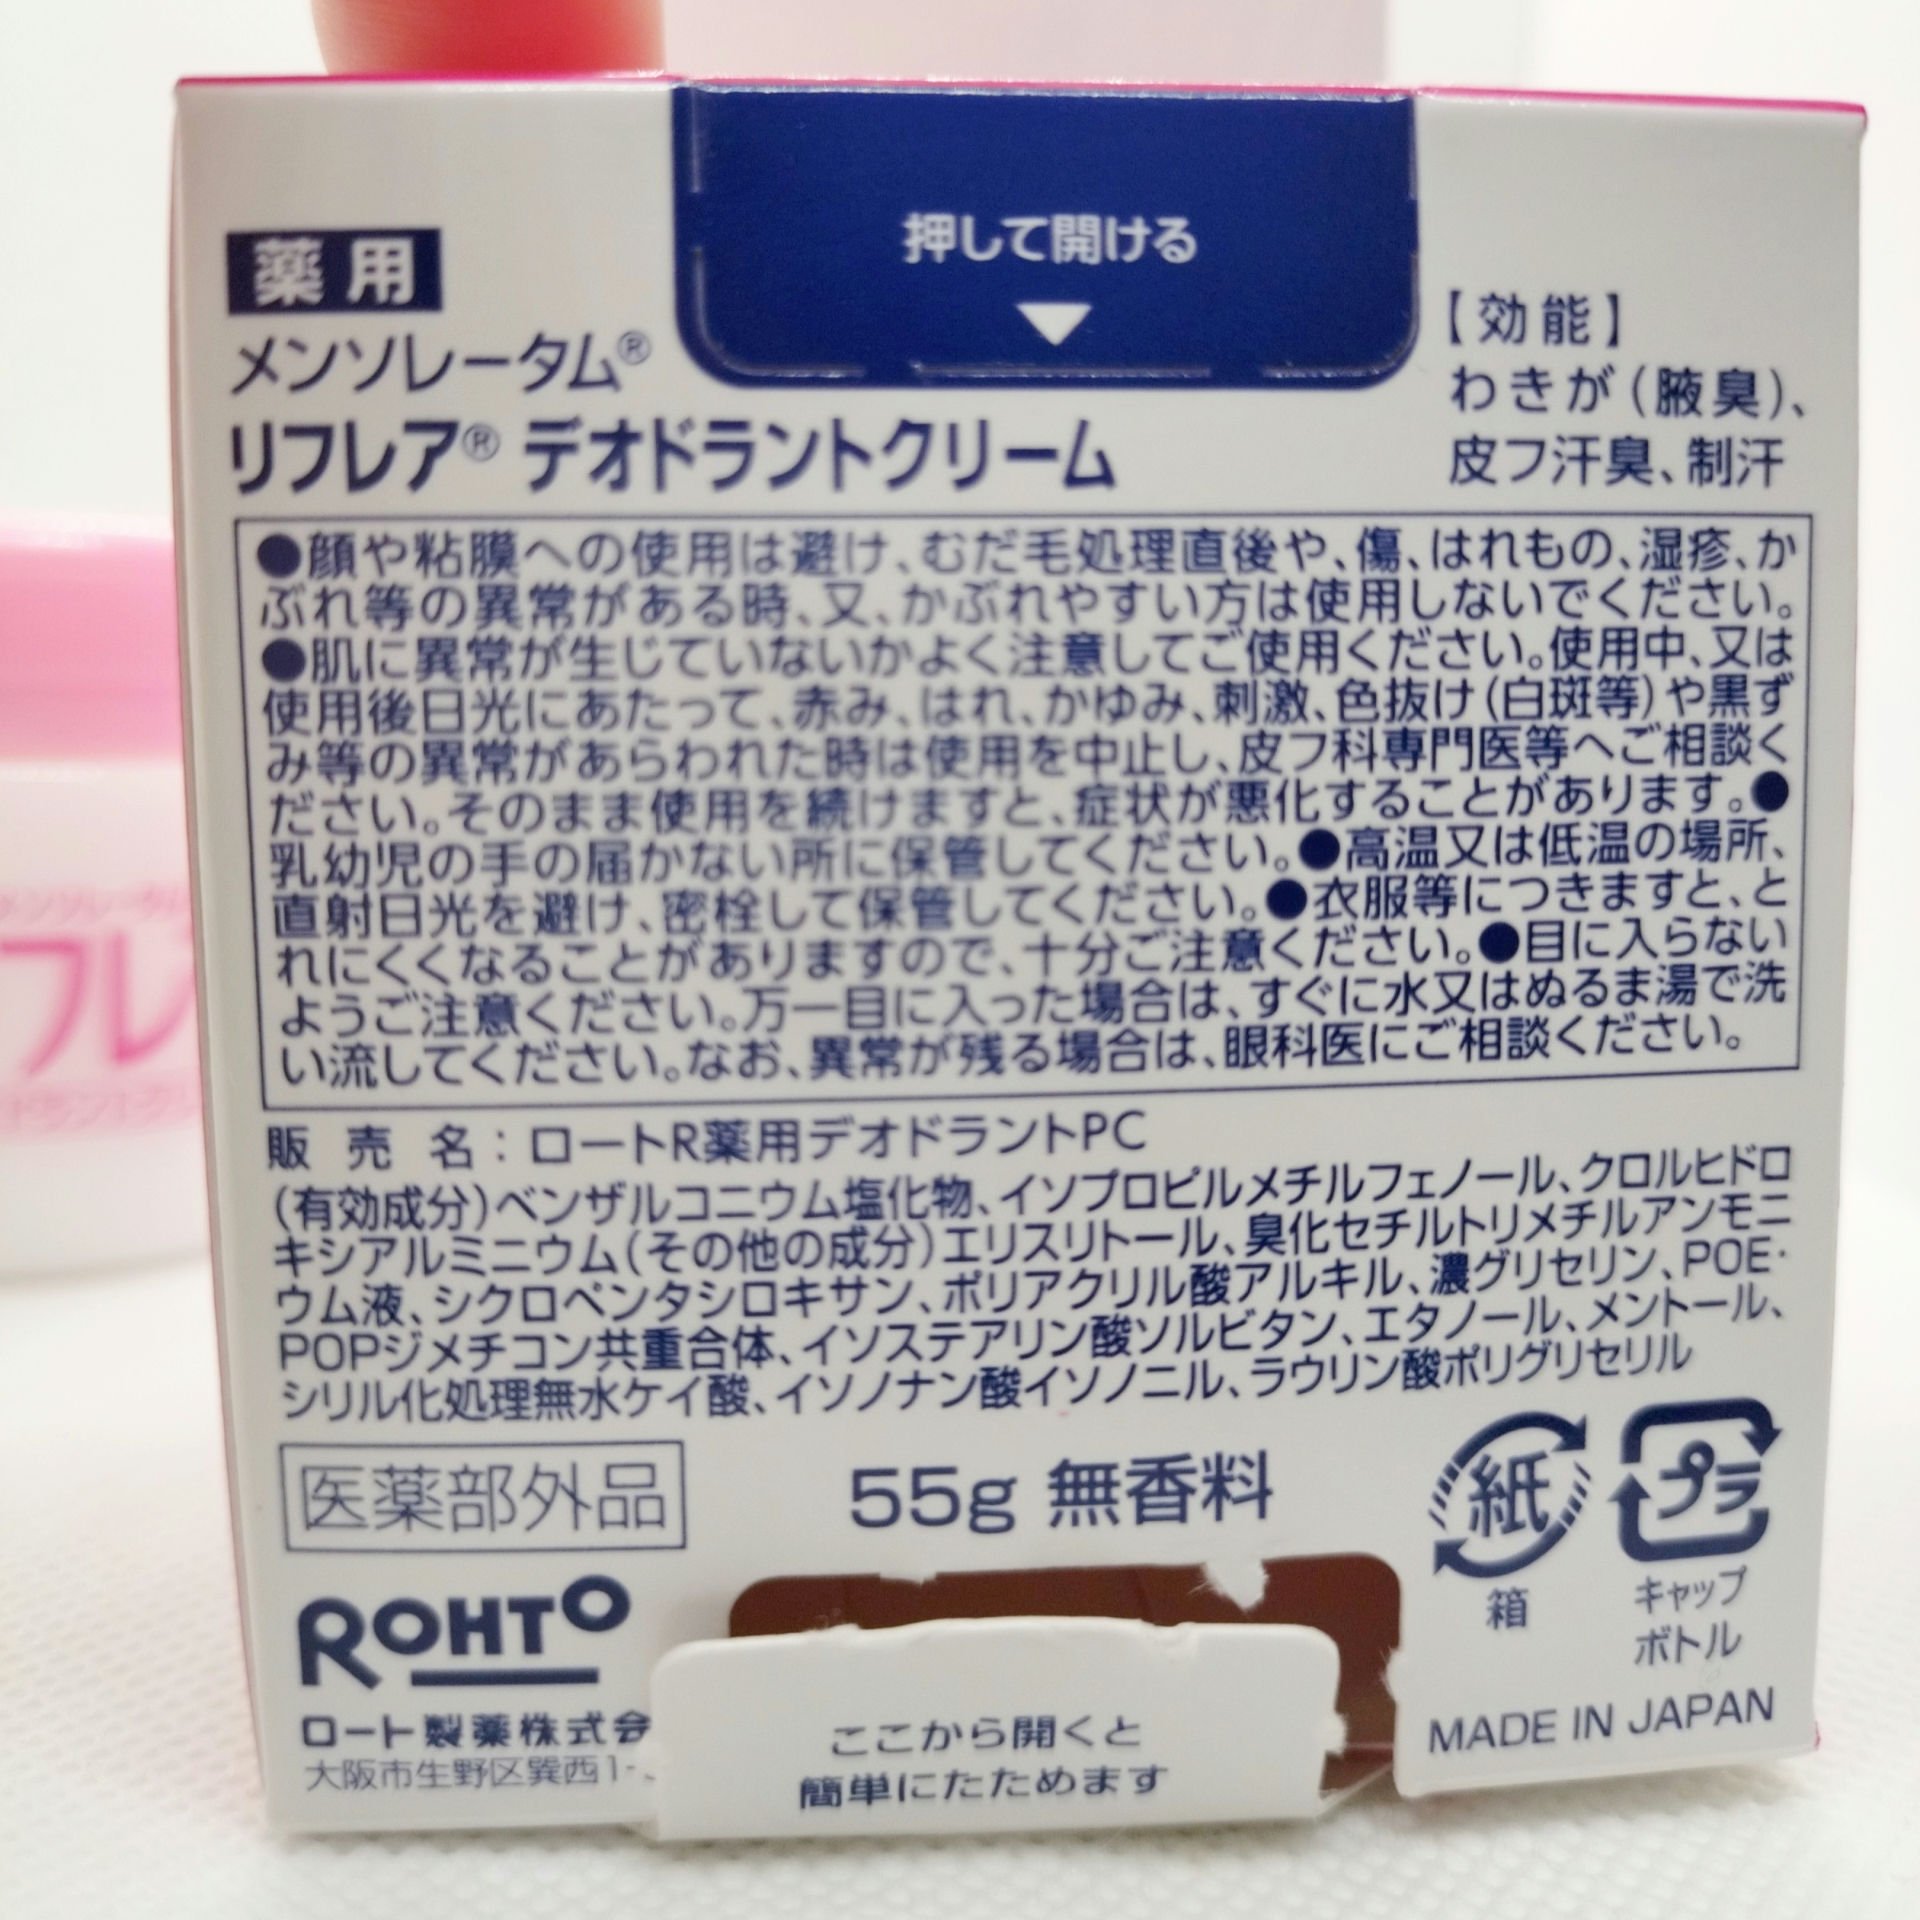 押して開ける
薬用
メンソレータム®
リフレア® デオドラントクリーム
【効能】
わきが(腋臭)、
皮フ汗臭、制汗
●顔や粘膜への使用は避け、むだ毛処理直後や、傷、はれもの、湿疹、か
ぶれ等の異常がある時、又、かぶれやすい方は使用しないでください。
●肌に異常が生じていないかよく注意してご使用ください。使用中、又は
使用後日光にあたって、赤み、はれ、かゆみ、刺激、色抜け(白斑等)や黒ず
み等の異常があらわれた時は使用を中止し、皮フ科専門医等へご相談く
ださい。そのまま使用を続けますと、症状が悪化することがあります。●
乳幼児の手の届かない所に保管してください。●高温又は低温の場所、
直射日光を避け、密栓して保管してください。●衣服等につきますと、と
れにくくなることがありますので、十分ご注意ください。●目に入らない
ようご注意ください。万一目に入った場合は、すぐに水又はぬるま湯で洗
い流してください。なお、異常が残る場合は、眼科医にご相談ください。
販売名：ロートR薬用デオドラントPC
(有効成分)ベンザルコニウム塩化物、イソプロピルメチルフェノール、クロルヒドロ
キシアルミニウム(その他の成分)エリスリトール、臭化セチルトリメチルアンモニ
ウム液、シクロペンタシロキサン、ポリアクリル酸アルキル、濃グリセリン、POE・
POPジメチコン共重合体、イソステアリン酸ソルビタン、エタノール、メントール、
シリル化処理無水ケイ酸、イソノナン酸イソノニル、ラウリン酸ポリグリセリル
医薬部外品
55g 無香料
紙
箱
プラ
キャップ
ボトル
ROHTO
ロート製薬株式会
大阪市生野区巽西1-
ここから開くと
簡単にたためます
MADE IN JAPAN
フレ